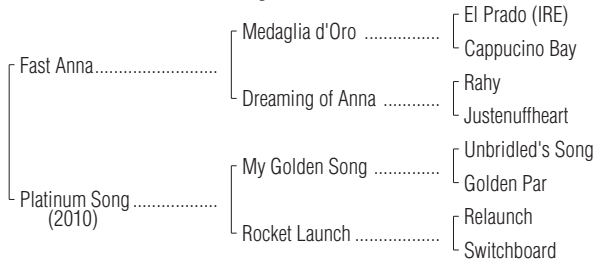 El Prado (IRE)
Medaglia d'Oro ................
Cappucino Bay
Fast Anna..........................
Rahy
Dreaming of Anna ............
Justenuffheart
Unbridled's Song
My Golden Song ..............
Golden Par
Platinum Song ..................
(2010)
Relaunch
Rocket Launch ..................
Switchboard